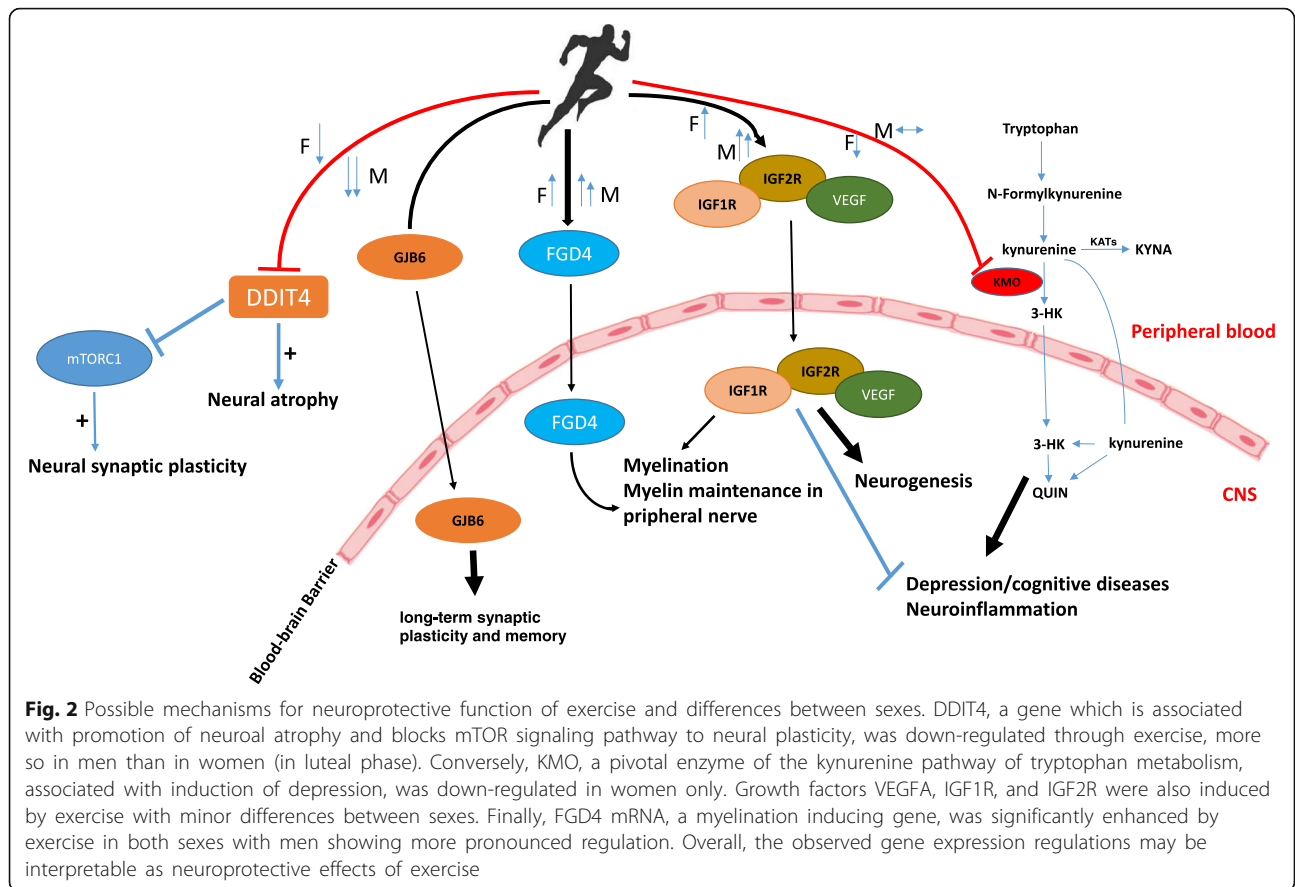 F
M
DDIT4
mTORC1
+
Neural atrophy
+
Neural synaptic plasticity
GJB6
GJB6
long-term synaptic
plasticity and memory
F
M
FGD4
FGD4
F
M
IGF1R
IGF2R
VEGF
IGF1R
IGF2R
VEGF
Myelination
Myelin maintenance in
pripheral nerve
Neurogenesis
M
F
KMO
Tryptophan
N-Formylkynurenine
kynurenine
KATs
KYNA
3-HK
Peripheral blood
3-HK
kynurenine
QUIN
CNS
Depression/cognitive diseases
Neuroinflammation
Blood-brain Barrier
Fig. 2 Possible mechanisms for neuroprotective function of exercise and differences between sexes. DDIT4, a gene which is associated
with promotion of neuroal atrophy and blocks mTOR signaling pathway to neural plasticity, was down-regulated through exercise, more
so in men than in women (in luteal phase). Conversely, KMO, a pivotal enzyme of the kynurenine pathway of tryptophan metabolism,
associated with induction of depression, was down-regulated in women only. Growth factors VEGFA, IGF1R, and IGF2R were also induced
by exercise with minor differences between sexes. Finally, FGD4 mRNA, a myelination inducing gene, was significantly enhanced by
exercise in both sexes with men showing more pronounced regulation. Overall, the observed gene expression regulations may be
interpretable as neuroprotective effects of exercise